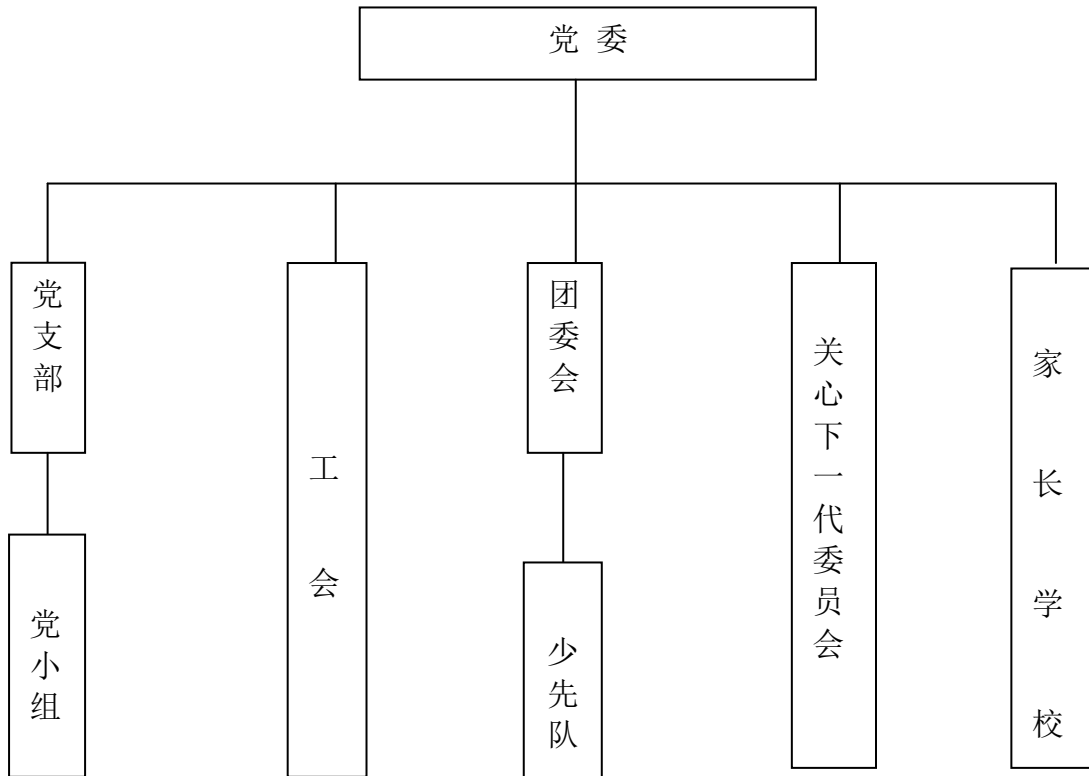 党 委
党支部
工会
团委会
关心下一代委员会
家长学校
党小组
少先队